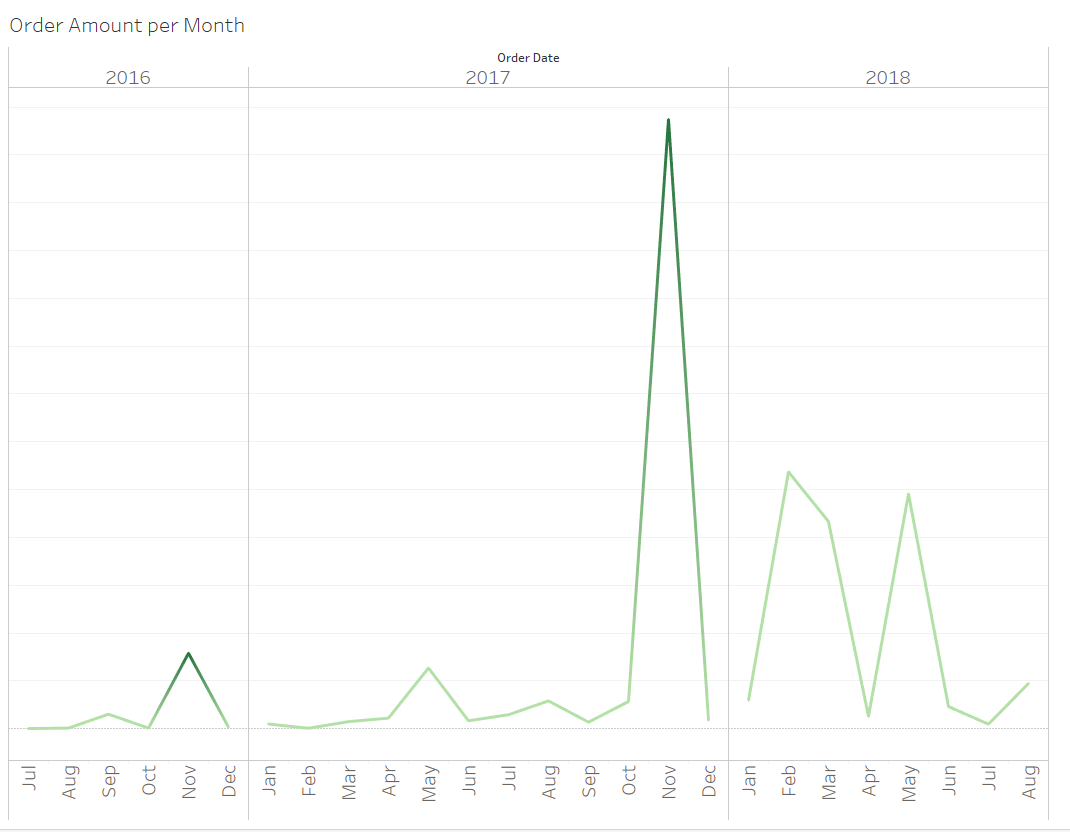 Order Amount per Month
Order Date
2016 2017 2018
Jul Aug Sep Oct Nov Dec Jan Feb Mar Apr May Jun Jul Aug Sep Oct Nov Dec Jan Feb Mar Apr May Jun Jul Aug